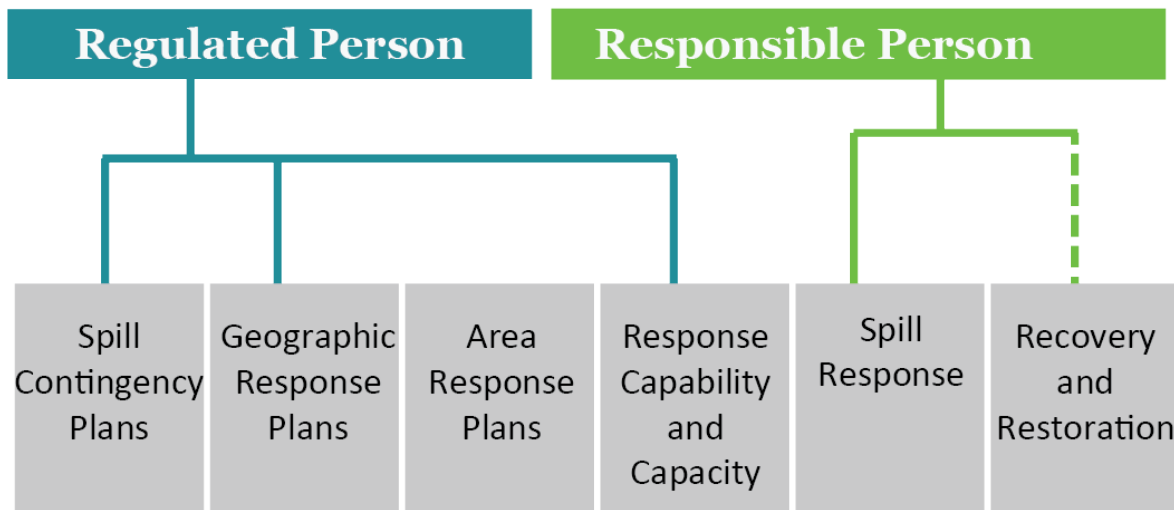 Regulated Person
Responsible Person
Spill
Contingency
Plans
Geographic
Response
Plans
Area
Response
Plans
Response
Capability
and
Capacity
Spill
Response
Recovery
and
Restoration